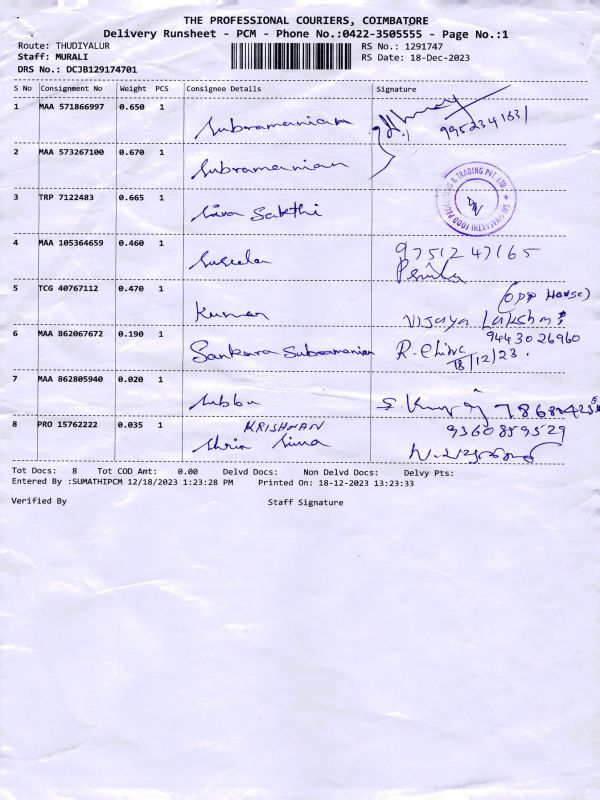 THE PROFESSIONAL COURIERS, COIMBATORE
Delivery Runsheet - PCM - Phone No.:0422-3505555 - Page No.:1
Route: THUDIYALUR RS No.: 1291747
Staff: MURALI RS Date: 18-Dec-2023
DRS No.: DCJB129174701
S No Consignment No Weight PCS Consignee Details Signature
1 MAA 571866997 0.650 1 Subramaniam
2 MAA 573267100 0.670 1 Subramanian
3 TRP 7122483 0.665 1 Siva Sakthi
4 MAA 105364659 0.460 1 Suseela 9751247165
5 TCG 40767112 0.470 1 Kumar (OPP House)
Vijaya Lakshmi
9443026960
6 MAA 862067672 0.190 1 Sankara Subramanian R. Chitra
18/12/23.
7 MAA 862805940 0.020 1 Subbu
8 PRO 15762222 0.035 1 KRISHNAN 9360859529
Tot Docs: 8 Tot COD Amt: 0.00 Delvd Docs: Non Delvd Docs: Delvy Pts:
Entered By :SUMATHIPCM 12/18/2023 1:23:28 PM Printed On: 18-12-2023 13:23:33
Verified By Staff Signature